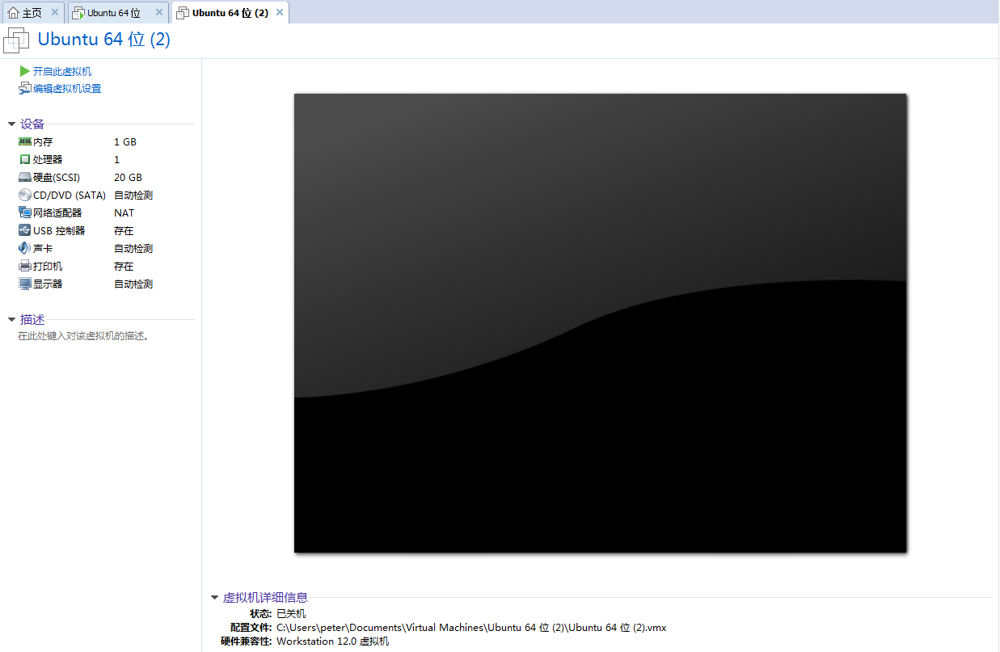 主页 Ubuntu 64 位 Ubuntu 64 位 (2)
Ubuntu 64 位 (2)
开启此虚拟机
编辑虚拟机设置
设备
内存 1 GB
处理器 1
硬盘(SCSI) 20 GB
CD/DVD (SATA) 自动检测
网络适配器 NAT
USB 控制器 存在
声卡 自动检测
打印机 存在
显示器 自动检测
描述
在此处键入对该虚拟机的描述。
虚拟机详细信息
状态: 已关机
配置文件: C:\Users\peter\Documents\Virtual Machines\Ubuntu 64 位 (2)\Ubuntu 64 位 (2).vmx
硬件兼容性: Workstation 12.0 虚拟机